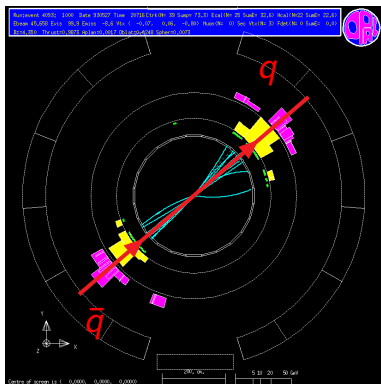 Run:event 4093: 1000 Date 930527 Time 20716 Ctrk(N= 39 Sump= 73.3) Ecal(N= 25 SumE= 32.6) Hcal(N=22 SumE= 22.6)
Ebeam 45.658 Evis 99.9 Emiss -8.6 Vtx ( -0.07, 0.06, -0.80) Muon(N= 0) Sec Vtx(N= 3) Fdet(N= 0 SumE= 0.0)
Bz=4.350 Thrust=0.9873 Aplan=0.0017 Oblat=0.0248 Spher=0.0073
q
q̄
Y
Z X
200. cm.
5 10 20 50 GeV
Centre of screen is ( 0.0000, 0.0000, 0.0000)